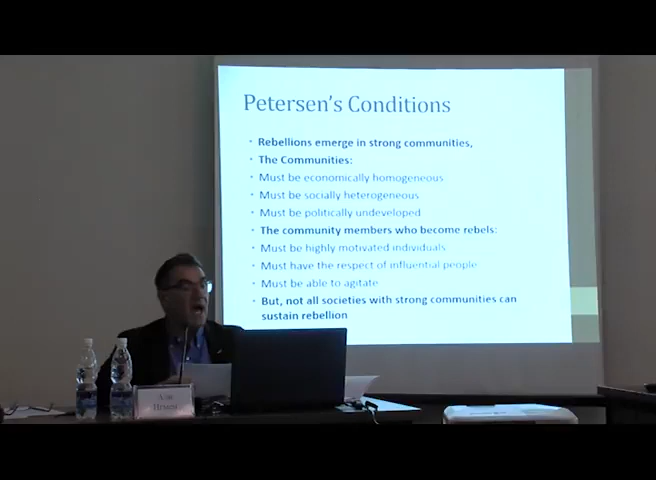 Petersen's Conditions
• Rebellions emerge in strong communities,
• The Communities:
• Must be economically homogeneous
• Must be socially heterogeneous
• Must be politically undeveloped
• The community members who become rebels:
• Must be highly motivated individuals
• Must have the respect of influential people
• Must be able to agitate
• But, not all societies with strong communities can
sustain rebellion